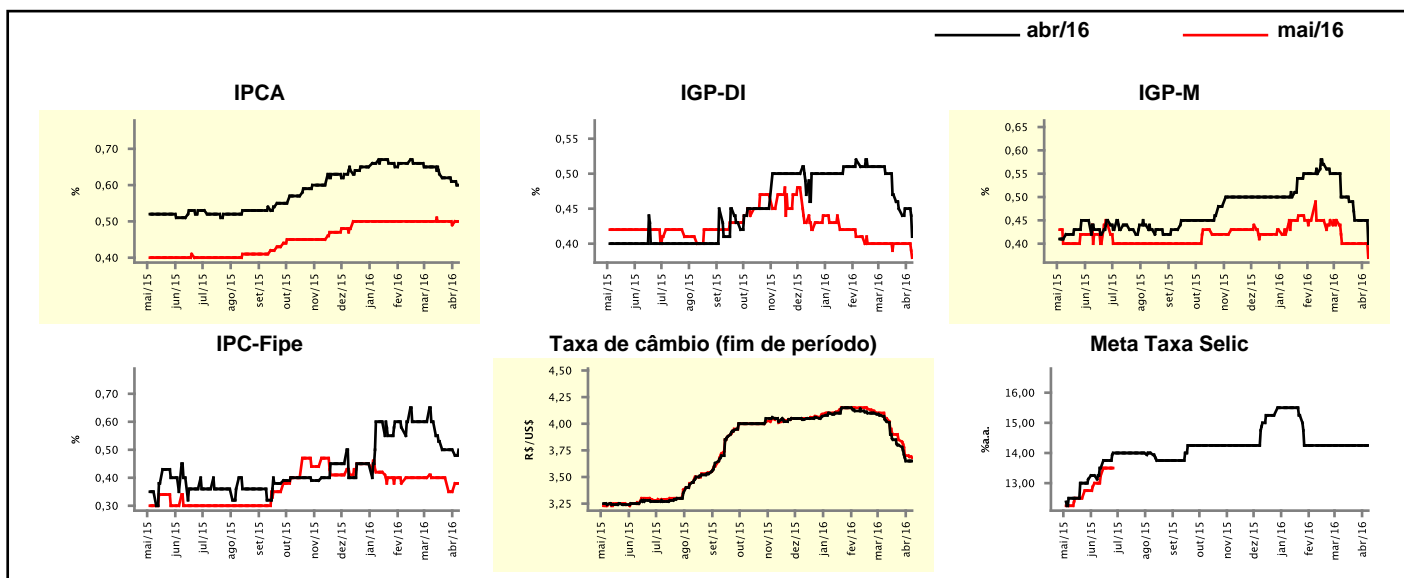 abr/16 mai/16
IPCA
%
0,70
0,60
0,50
0,40
mai/15 jun/15 jul/15 ago/15 set/15 out/15 nov/15 dez/15 jan/16 fev/16 mar/16 abr/16
IGP-DI
%
0,55
0,50
0,45
0,40
mai/15 jun/15 jul/15 ago/15 set/15 out/15 nov/15 dez/15 jan/16 fev/16 mar/16 abr/16
IGP-M
%
0,65
0,60
0,55
0,50
0,45
0,40
mai/15 jun/15 jul/15 ago/15 set/15 out/15 nov/15 dez/15 jan/16 fev/16 mar/16 abr/16
IPC-Fipe
%
0,70
0,60
0,50
0,40
0,30
mai/15 jun/15 jul/15 ago/15 set/15 out/15 nov/15 dez/15 jan/16 fev/16 mar/16 abr/16
Taxa de câmbio (fim de período)
R$/US$
4,50
4,25
4,00
3,75
3,50
3,25
mai/15 jun/15 jul/15 ago/15 set/15 out/15 nov/15 dez/15 jan/16 fev/16 mar/16 abr/16
Meta Taxa Selic
%a.a.
16,00
15,00
14,00
13,00
mai/15 jun/15 jul/15 ago/15 set/15 out/15 nov/15 dez/15 jan/16 fev/16 mar/16 abr/16